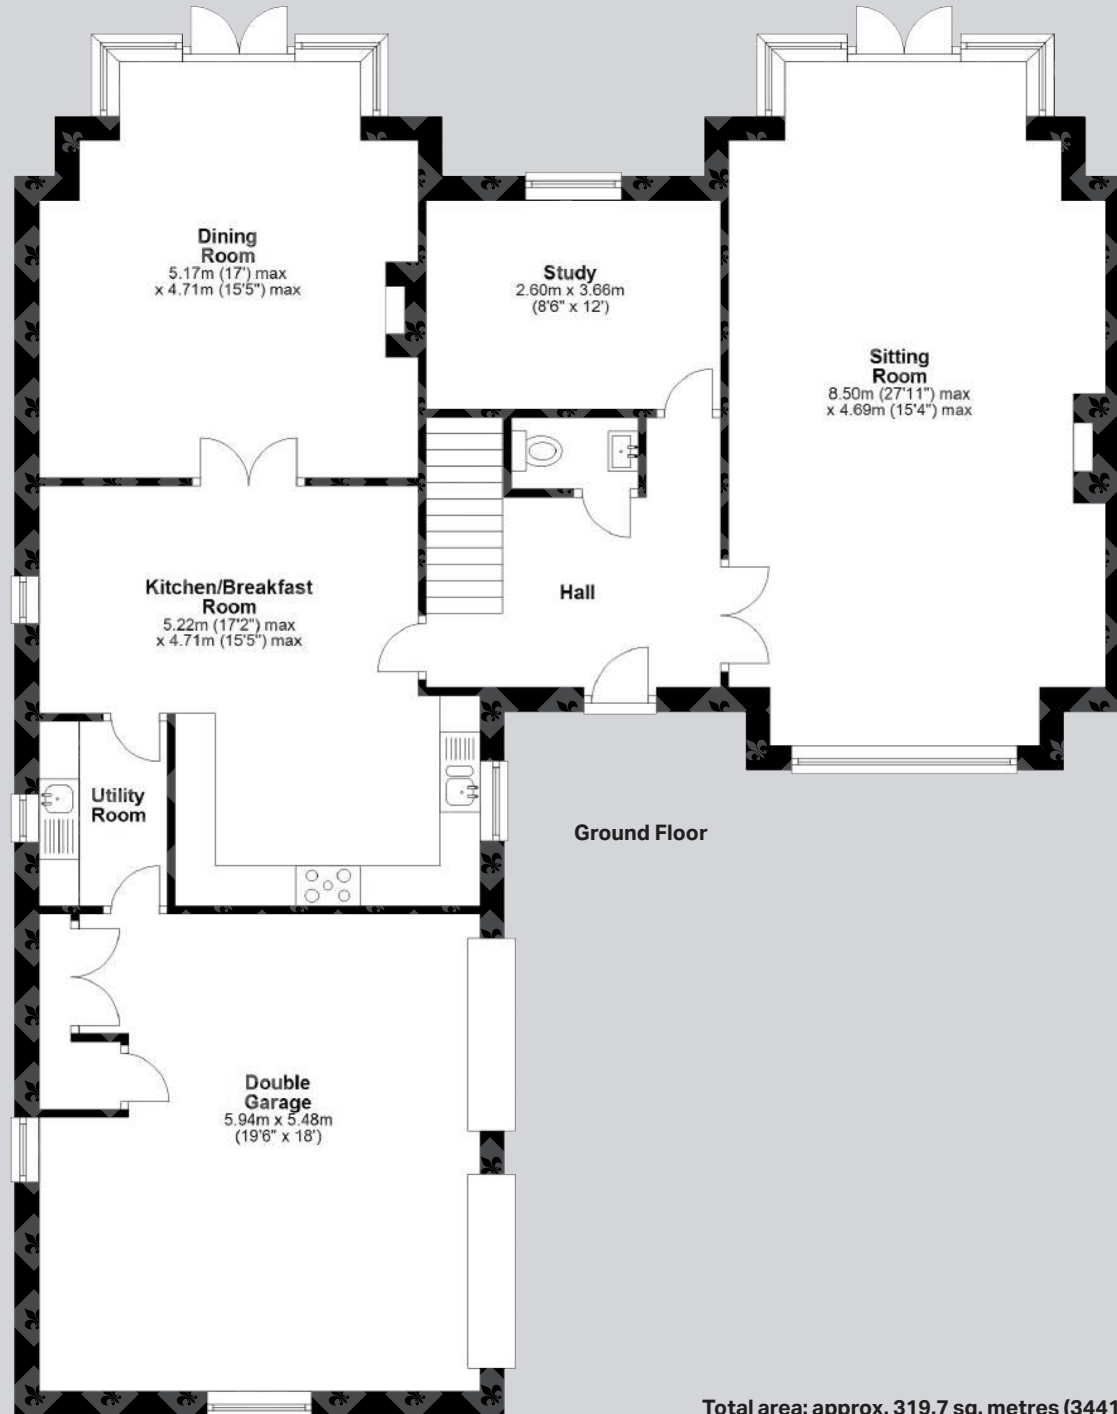 Dining
Room
5.17m (17') max
x 4.71m (15'5") max
Study
2.60m x 3.66m
(8'6" x 12')
Sitting
Room
8.50m (27'11") max
x 4.69m (15'4") max
Kitchen/Breakfast
Room
5.22m (17'2") max
x 4.71m (15'5") max
Hall
Utility
Room
Ground Floor
Double
Garage
5.94m x 5.48m
(19'6" x 18')
Total area: approx. 319.7 sq. metres (3441